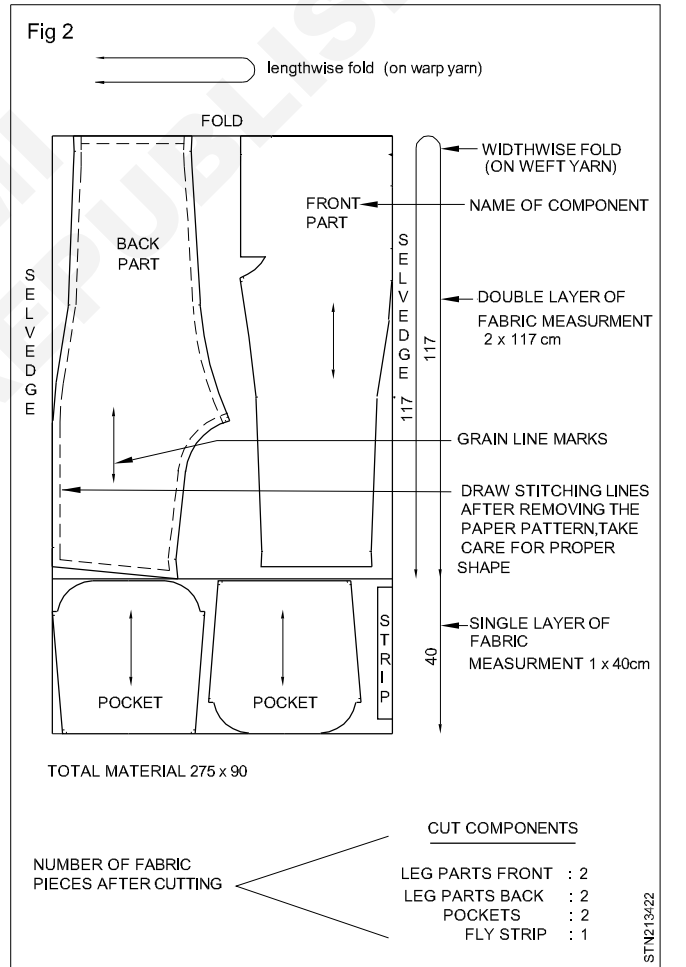 Fig 2
lengthwise fold (on warp yarn)
FOLD
WIDTHWISE FOLD
(ON WEFT YARN)
FRONT
PART
NAME OF COMPONENT
BACK
PART
SELVEDGE
SELVEDGE
117
117
DOUBLE LAYER OF
FABRIC MEASURMENT
2 x 117 cm
GRAIN LINE MARKS
DRAW STITCHING LINES
AFTER REMOVING THE
PAPER PATTERN,TAKE
CARE FOR PROPER
SHAPE
STRIP
40
SINGLE LAYER OF
FABRIC
MEASURMENT 1 x 40cm
POCKET
POCKET
TOTAL MATERIAL 275 x 90
CUT COMPONENTS
NUMBER OF FABRIC
PIECES AFTER CUTTING
LEG PARTS FRONT : 2
LEG PARTS BACK : 2
POCKETS : 2
FLY STRIP : 1
STN213422